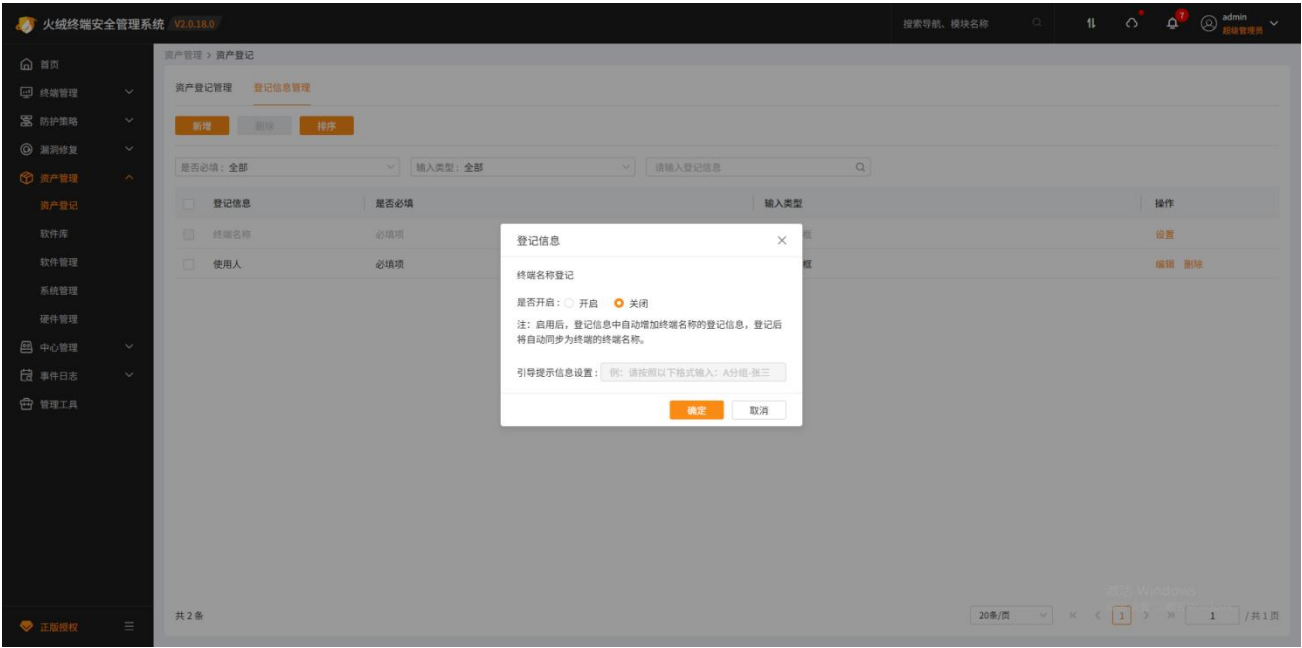 火绒终端安全管理系统 V2.0.18.0
搜索导航、模块名称
7
admin
超级管理员
首页
终端管理
防护策略
漏洞修复
资产管理
资产登记
软件库
软件管理
系统管理
硬件管理
中心管理
事件日志
管理工具
正版授权
资产管理 > 资产登记
资产登记管理 登记信息管理
新增 删除 排序
是否必填：全部 输入类型：全部 请输入登记信息
登记信息 是否必填 输入类型 操作
终端名称 必填项 框 设置
使用人 必填项 框 编辑 删除
登记信息
终端名称登记
是否开启： 开启 关闭
注：启用后，登记信息中自动增加终端名称的登记信息，登记后
将自动同步为终端的终端名称。
引导提示信息设置： 例：请按照以下格式输入：A分组-张三
确定 取消
激活 Windows
共 2 条 20条/页 1 1 / 共 1 页